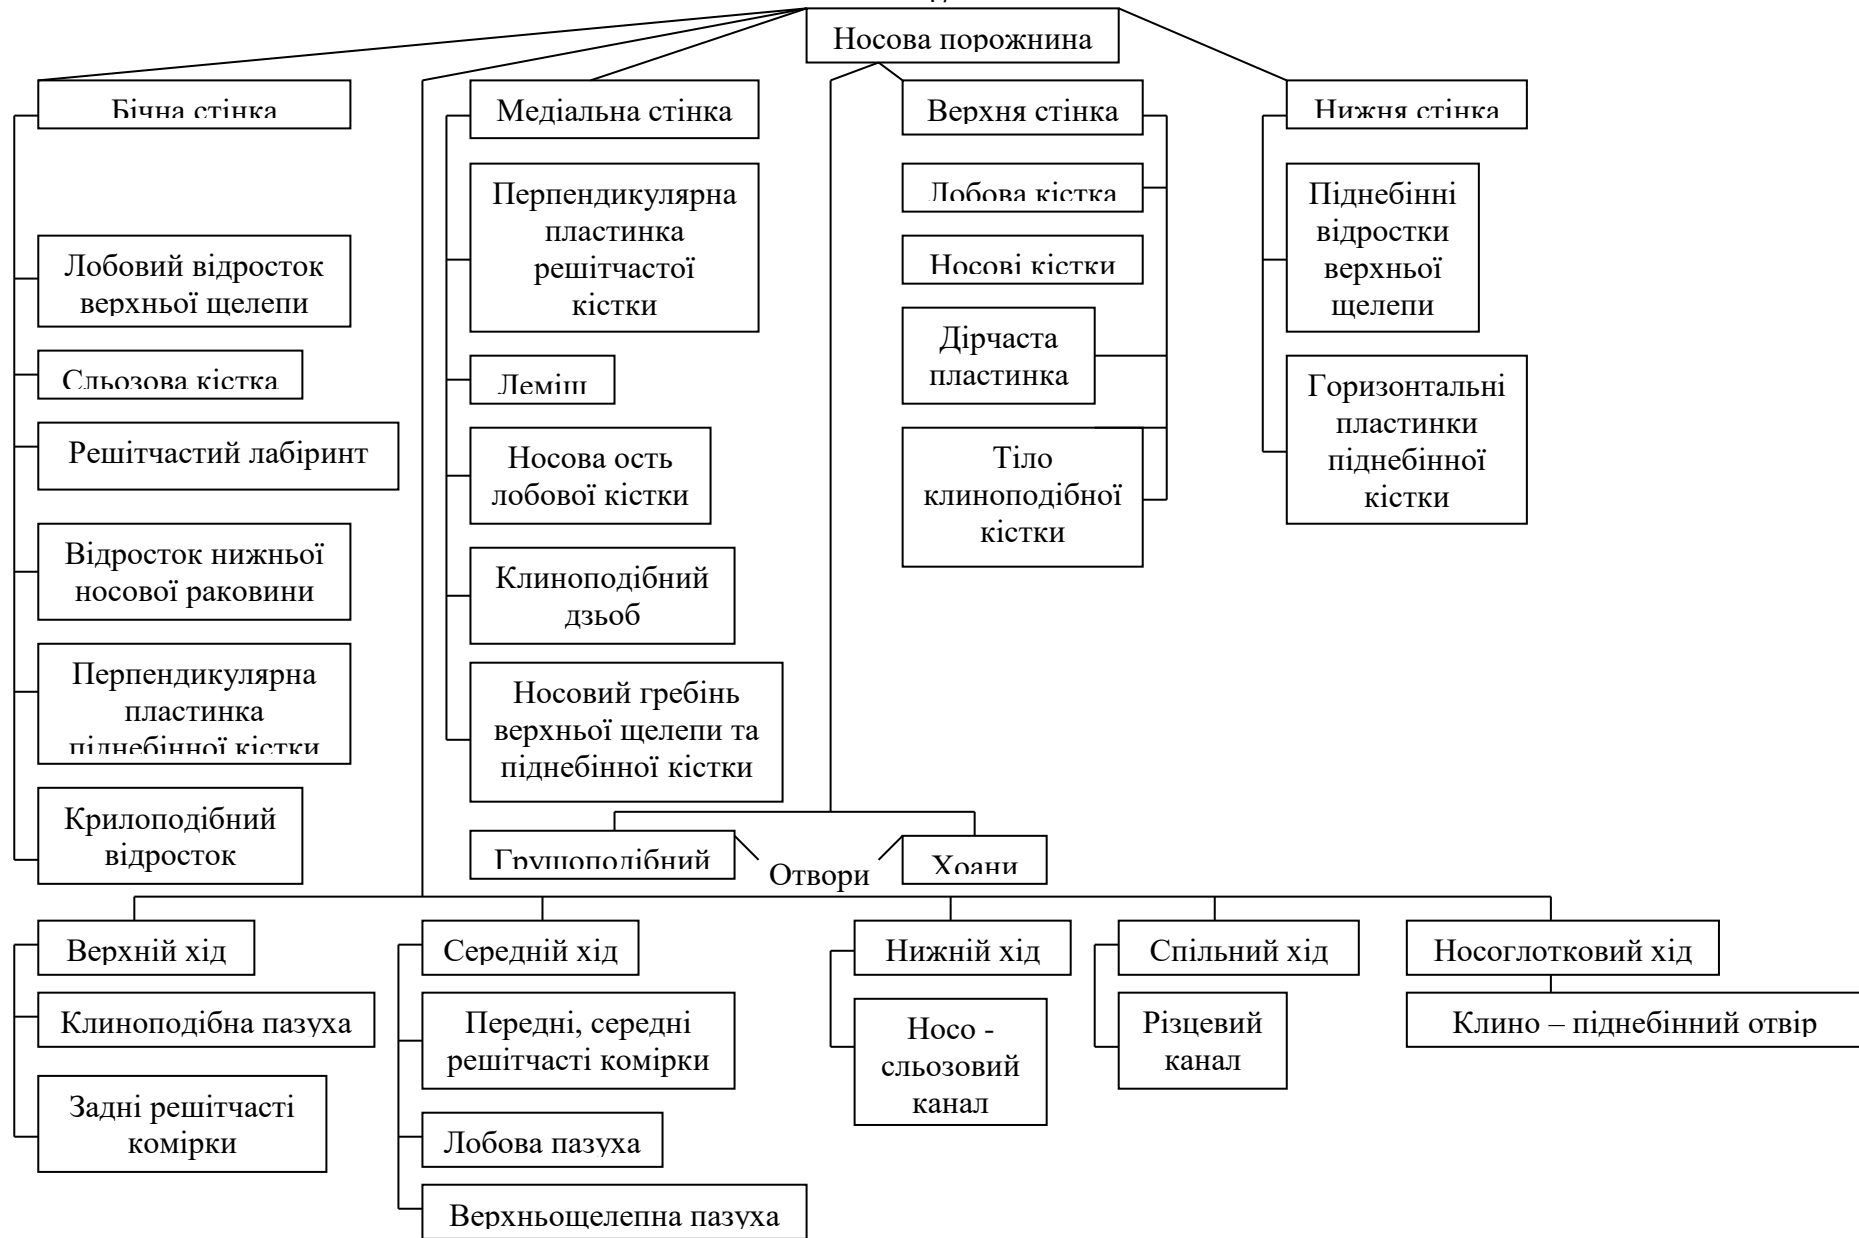 Носова порожнина
Бічна стінка
Лобовий відросток
верхньої щелепи
Сльозова кістка
Решітчастий лабіринт
Відросток нижньої
носової раковини
Перпендикулярна
пластинка
піднебінної кістки
Крилоподібний
відросток
Медіальна стінка
Перпендикулярна
пластинка
решітчастої
кістки
Леміш
Носова ость
лобової кістки
Клиноподібний
дзьоб
Носовий гребінь
верхньої щелепи та
піднебінної кістки
Верхня стінка
Лобова кістка
Носові кістки
Дірчаста
пластинка
Тіло
клиноподібної
кістки
Нижня стінка
Піднебінні
відростки
верхньої
щелепи
Горизонтальні
пластинки
піднебінної
кістки
Грушоподібний
Отвори
Хоани
Верхній хід
Клиноподібна пазуха
Задні решітчасті
комірки
Середній хід
Передні, середні
решітчасті комірки
Лобова пазуха
Верхньощелепна пазуха
Нижній хід
Носо -
сльозовий
канал
Спільний хід
Різцевий
канал
Носоглотковий хід
Клино – піднебінний отвір